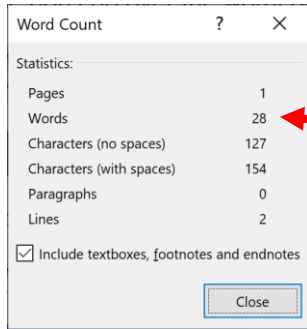 Word Count ? ×
Statistics:
Pages 1
Words 28
Characters (no spaces) 127
Characters (with spaces) 154
Paragraphs 0
Lines 2
Include textboxes, footnotes and endnotes
Close